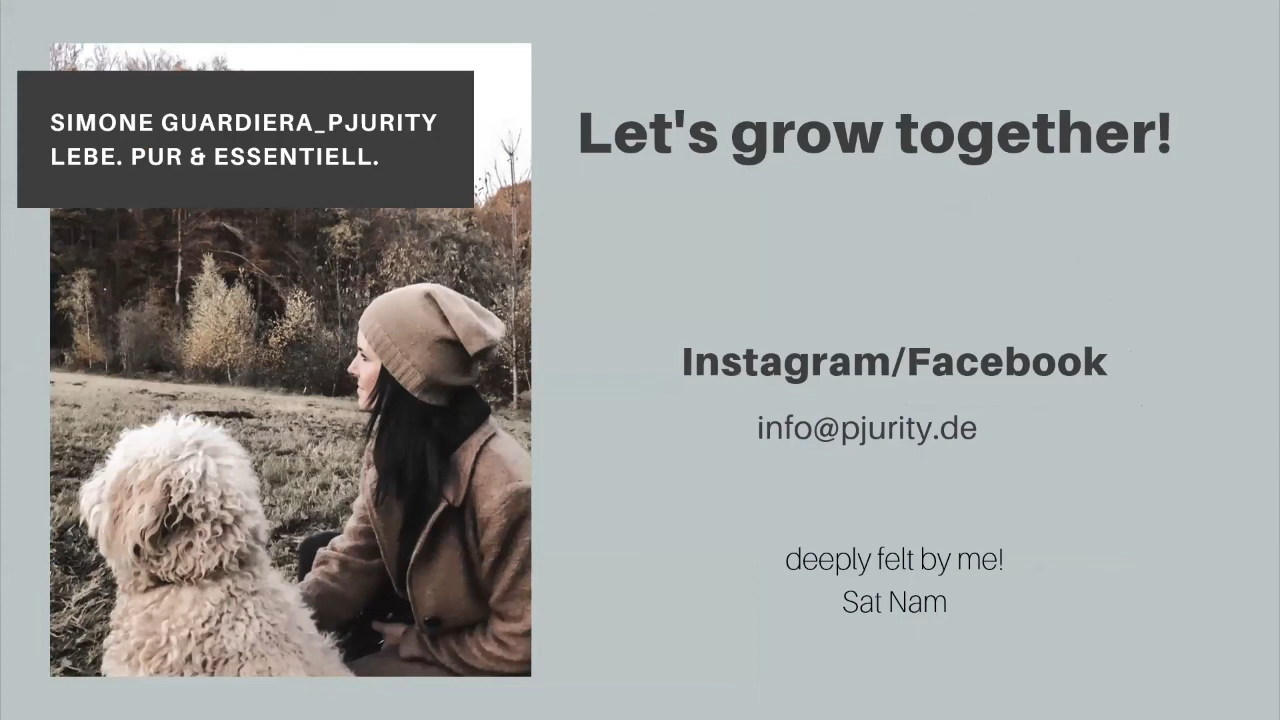 SIMONE GUARDIERA_PJURITY
LEBE. PUR & ESSENTIELL.
Let's grow together!
Instagram/Facebook
info@pjurity.de
deeply felt by me!
Sat Nam